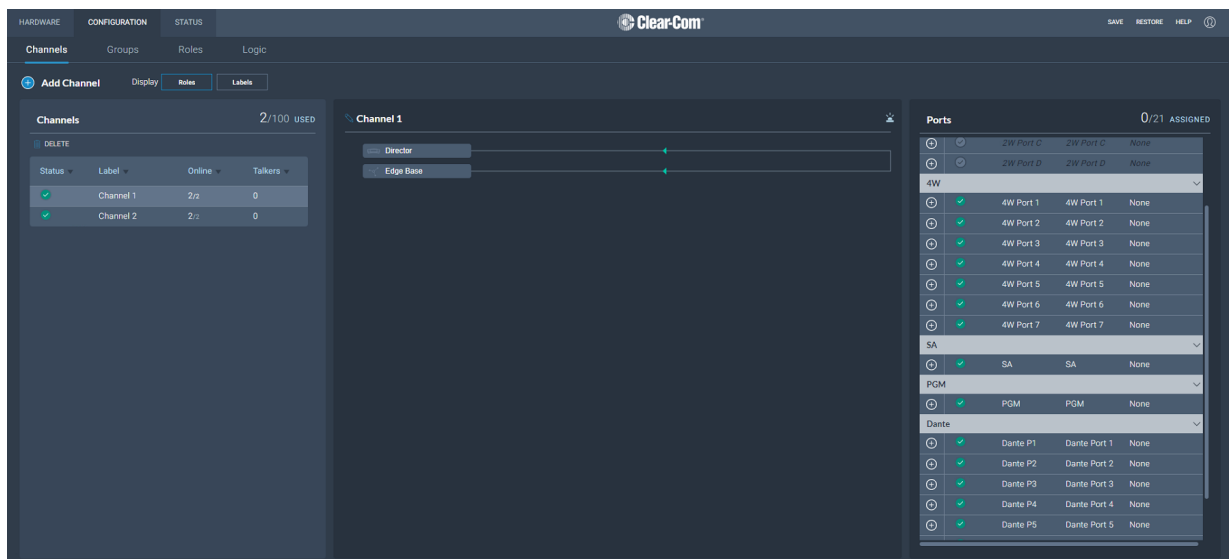 HARDWARE CONFIGURATION STATUS Clear-Com SAVE RESTORE HELP
Channels Groups Roles Logic
Add Channel Display Roles Labels
Channels 2/100 USED
DELETE
Status Label Online Talkers
Channel 1 2/2 0
Channel 2 2/2 0
Channel 1
Director
Edge Base
Ports 0/21 ASSIGNED
2W Port C 2W Port C None
2W Port D 2W Port D None
4W
4W Port 1 4W Port 1 None
4W Port 2 4W Port 2 None
4W Port 3 4W Port 3 None
4W Port 4 4W Port 4 None
4W Port 5 4W Port 5 None
4W Port 6 4W Port 6 None
4W Port 7 4W Port 7 None
SA
SA SA None
PGM
PGM PGM None
Dante
Dante P1 Dante Port 1 None
Dante P2 Dante Port 2 None
Dante P3 Dante Port 3 None
Dante P4 Dante Port 4 None
Dante P5 Dante Port 5 None